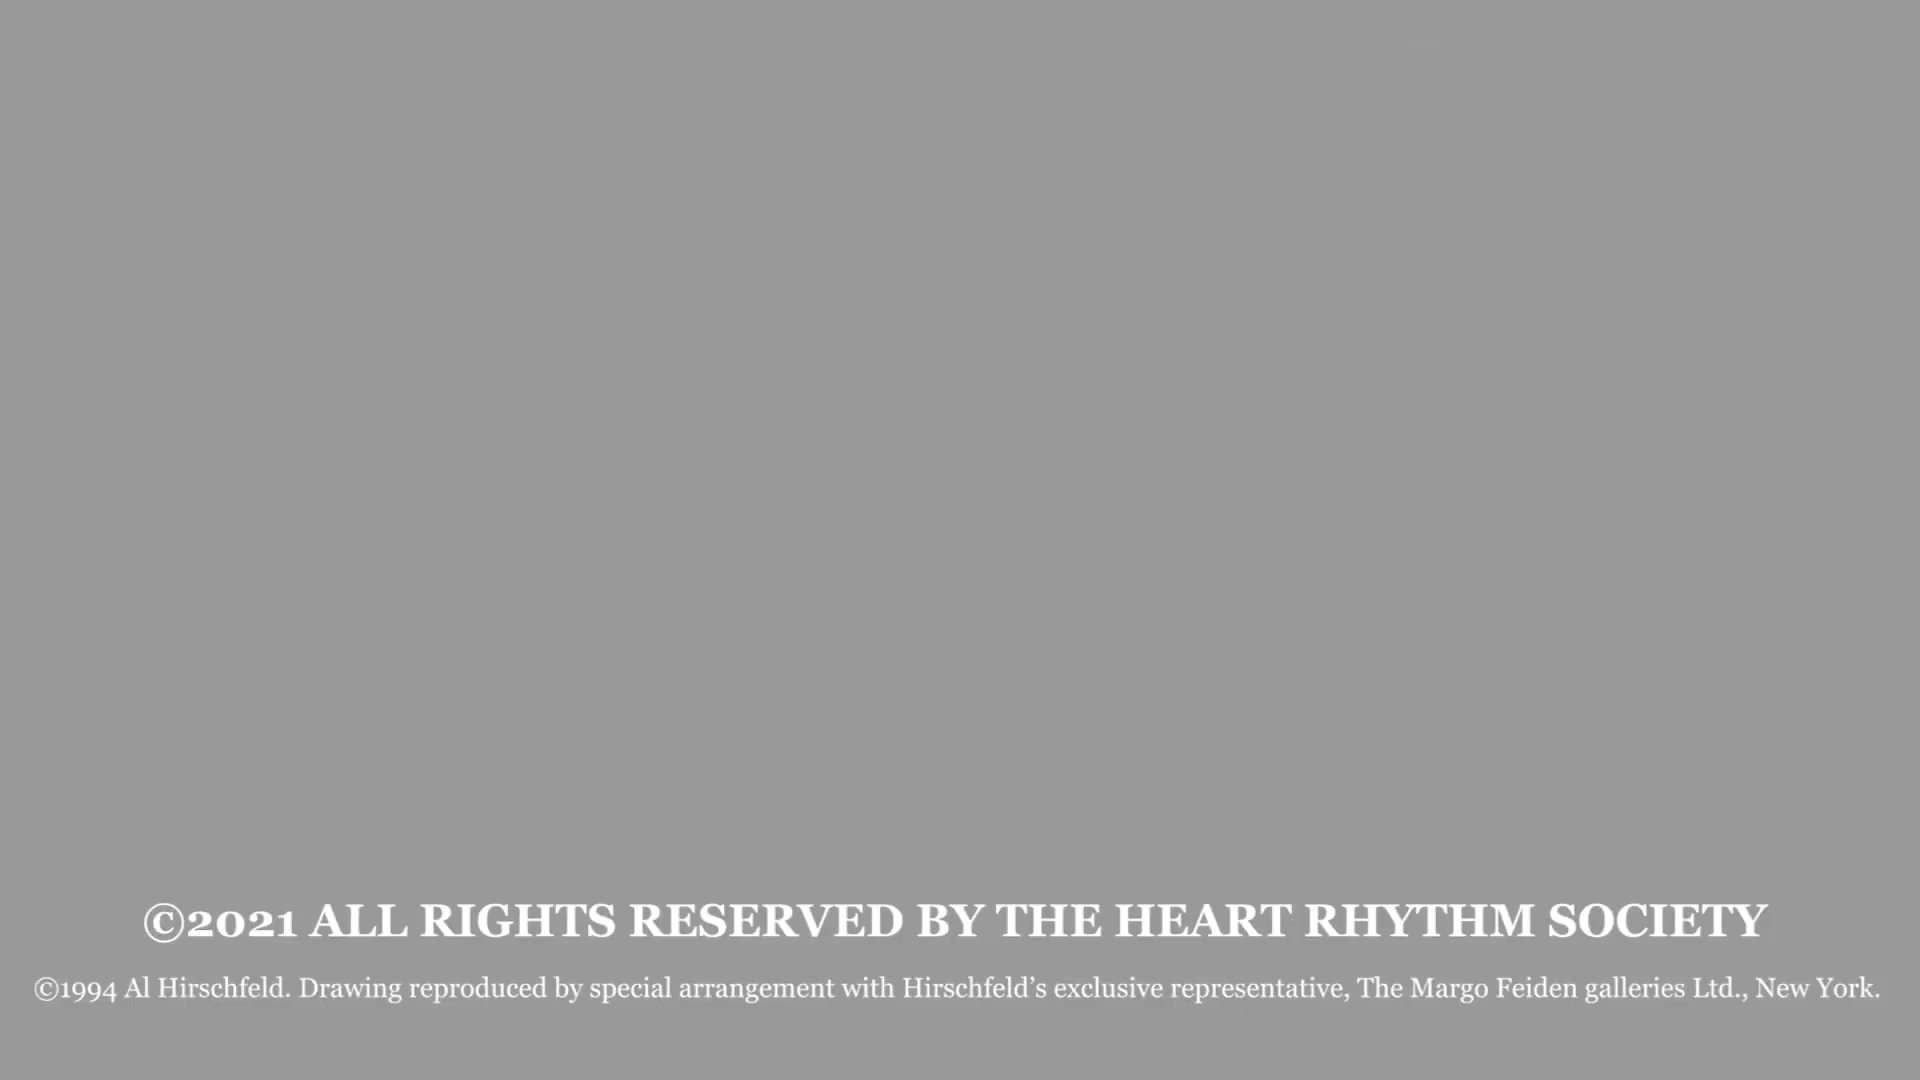 ©2021 ALL RIGHTS RESERVED BY THE HEART RHYTHM SOCIETY
©1994 Al Hirschfeld. Drawing reproduced by special arrangement with Hirschfeld’s exclusive representative, The Margo Feiden galleries Ltd., New York.